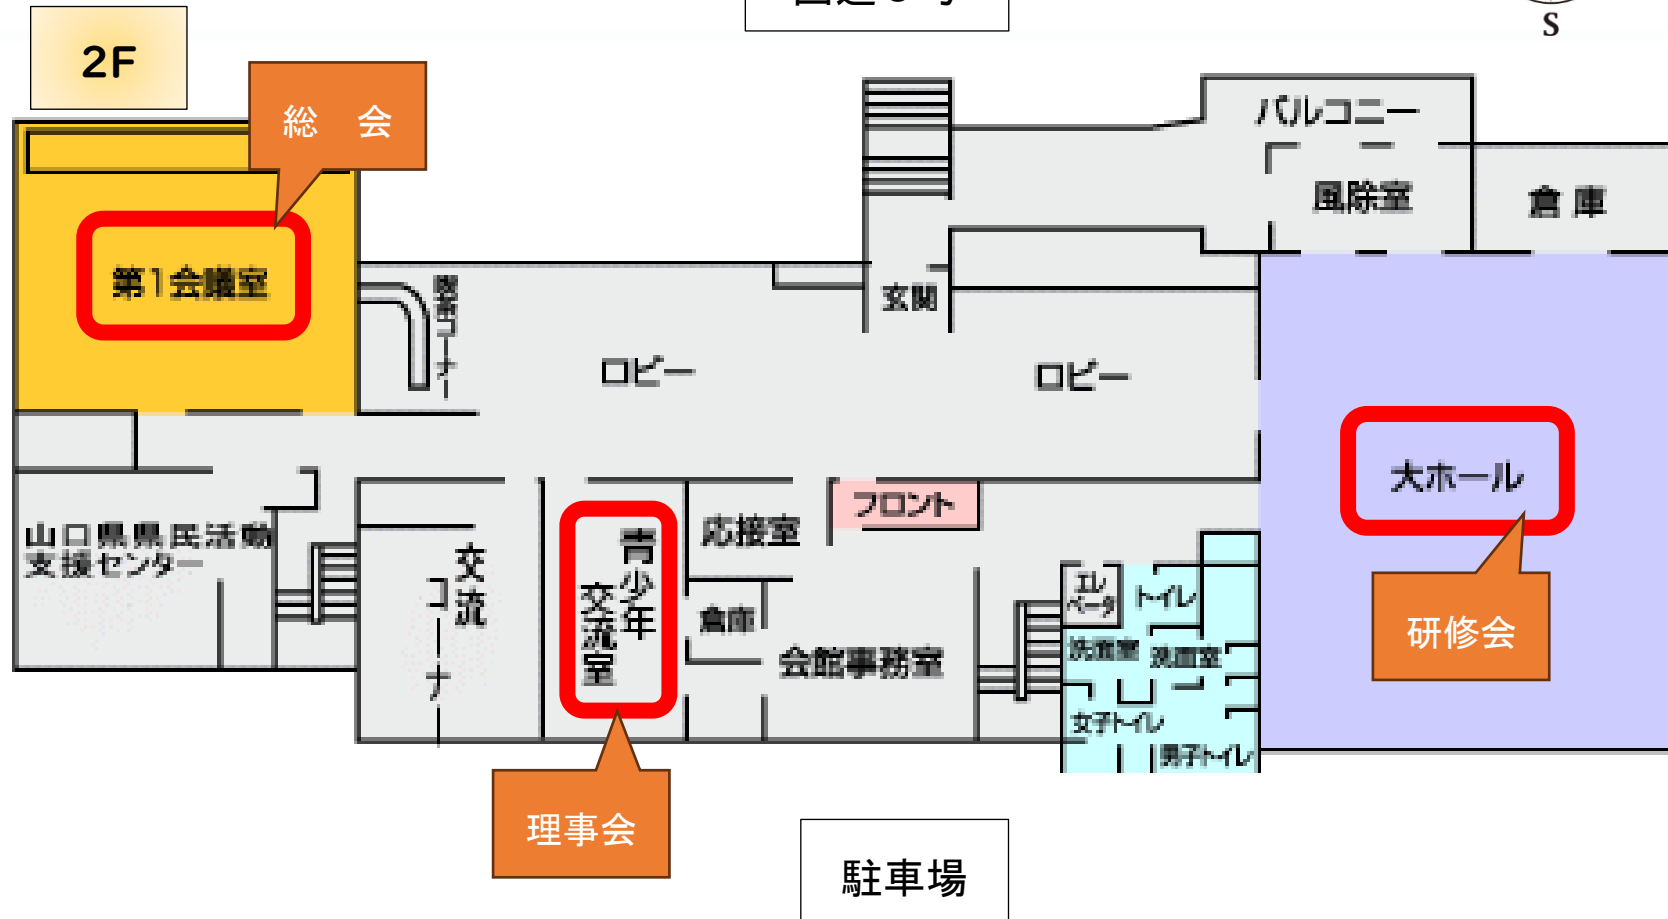 S
2F
総　会
バルコニー
風除室
倉 庫
第1会議室
玄関
ロビー
ロビー
大ホール
フロント
応接室
山口県県民活動
支援センター
交流コーナー
青少年
交流室
エレ
ベータ
トイレ
倉庫
研修会
洗面室
洗面室
会館事務室
女子トイレ
男子トイレ
理事会
駐車場